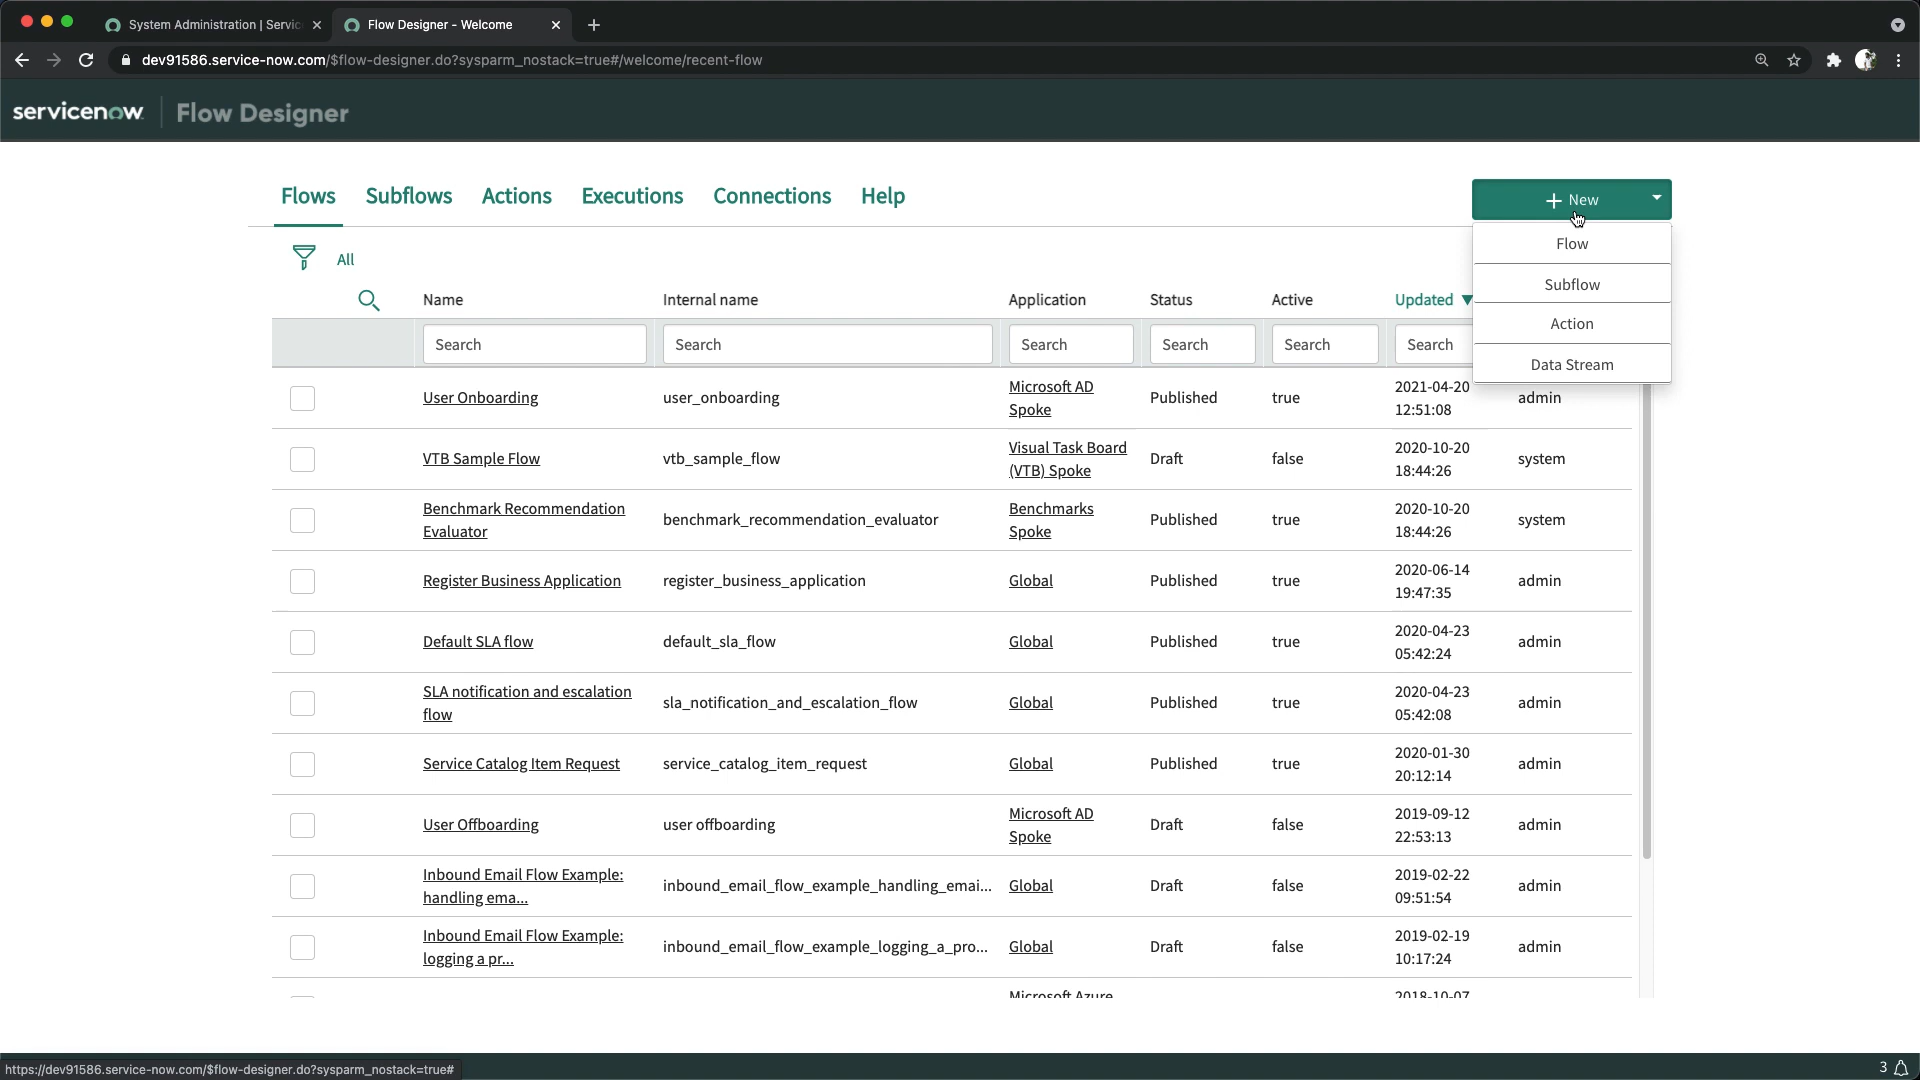 System Administration | Servic
Flow Designer - Welcome
dev91586.service-now.com/$flow-designer.do?sysparm_nostack=true#/welcome/recent-flow
servicenow Flow Designer
Flows Subflows Actions Executions Connections Help
New
Flow
Subflow
Action
Data Stream
All
Name Internal name Application Status Active Updated
Search Search Search Search Search Search
User Onboarding user_onboarding Microsoft AD Spoke Published true 2021-04-20 12:51:08 admin
VTB Sample Flow vtb_sample_flow Visual Task Board (VTB) Spoke Draft false 2020-10-20 18:44:26 system
Benchmark Recommendation Evaluator benchmark_recommendation_evaluator Benchmarks Spoke Published true 2020-10-20 18:44:26 system
Register Business Application register_business_application Global Published true 2020-06-14 19:47:35 admin
Default SLA flow default_sla_flow Global Published true 2020-04-23 05:42:24 admin
SLA notification and escalation flow sla_notification_and_escalation_flow Global Published true 2020-04-23 05:42:08 admin
Service Catalog Item Request service_catalog_item_request Global Published true 2020-01-30 20:12:14 admin
User Offboarding user offboarding Microsoft AD Spoke Draft false 2019-09-12 22:53:13 admin
Inbound Email Flow Example: handling ema... inbound_email_flow_example_handling_emai... Global Draft false 2019-02-22 09:51:54 admin
Inbound Email Flow Example: logging a pr... inbound_email_flow_example_logging_a_pro... Global Draft false 2019-02-19 10:17:24 admin
Microsoft Azure 2018-10-07
https://dev91586.service-now.com/$flow-designer.do?sysparm_nostack=true#
3